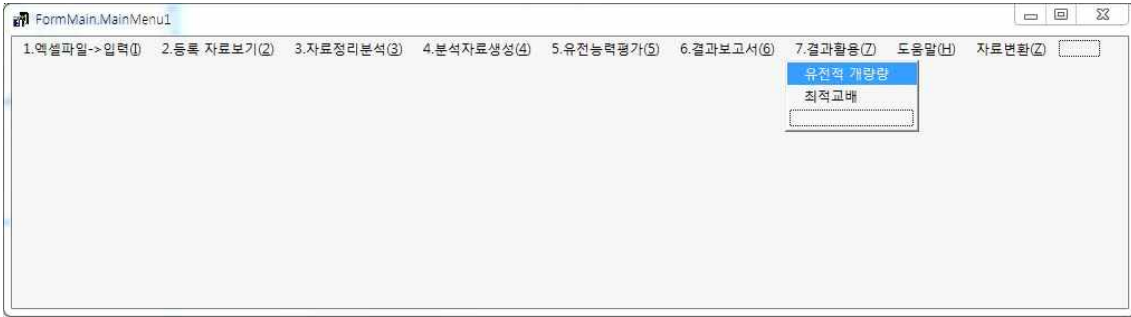 FormMain.MainMenu1
1.엑셀파일->입력(I) 2.등록 자료보기(2) 3.자료정리분석(3) 4.분석자료생성(4) 5.유전능력평가(5) 6.결과보고서(6) 7.결과활용(7) 도움말(H) 자료변환(Z)
유전적 개량량
최적교배